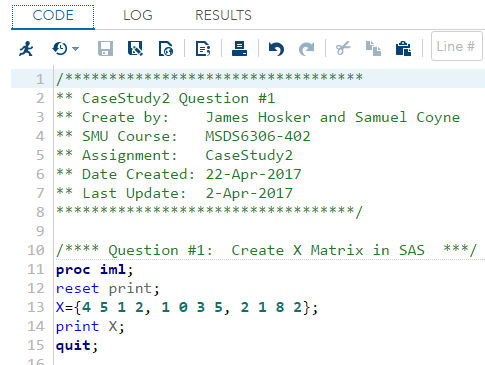 CODE LOG RESULTS
Line #
1 /**********************************
2 ** CaseStudy2 Question #1
3 ** Create by:    James Hosker and Samuel Coyne
4 ** SMU Course:   MSDS6306-402
5 ** Assignment:   CaseStudy2
6 ** Date Created: 22-Apr-2017
7 ** Last Update:  2-Apr-2017
8 **********************************/
9
10 /**** Question #1:  Create X Matrix in SAS  ***/
11 proc iml;
12 reset print;
13 X={4 5 1 2, 1 0 3 5, 2 1 8 2};
14 print X;
15 quit;
16